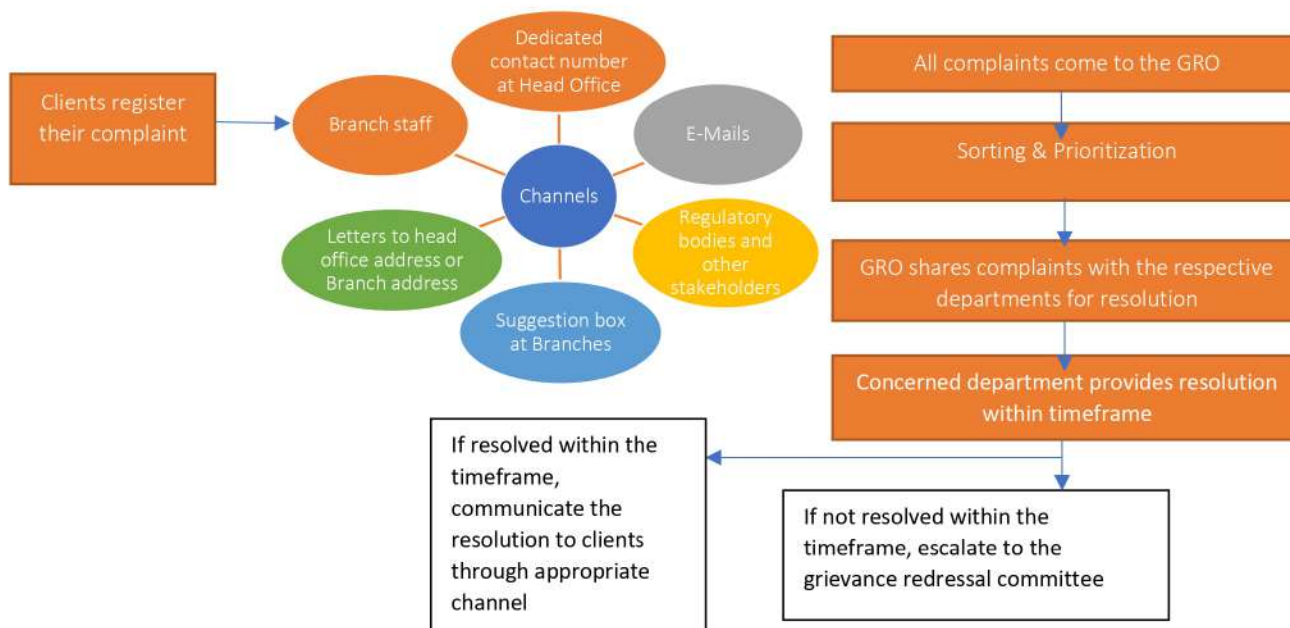 Clients register
their complaint
Branch staff
Dedicated
contact number
at Head Office
E-Mails
Channels
Letters to head
office address or
Branch address
Regulatory
bodies and
other
stakeholders
Suggestion box
at Branches
All complaints come to the GRO
Sorting & Prioritization
GRO shares complaints with the respective
departments for resolution
Concerned department provides resolution
within timeframe
If resolved within the
timeframe,
communicate the
resolution to clients
through appropriate
channel
If not resolved within the
timeframe, escalate to the
grievance redressal committee